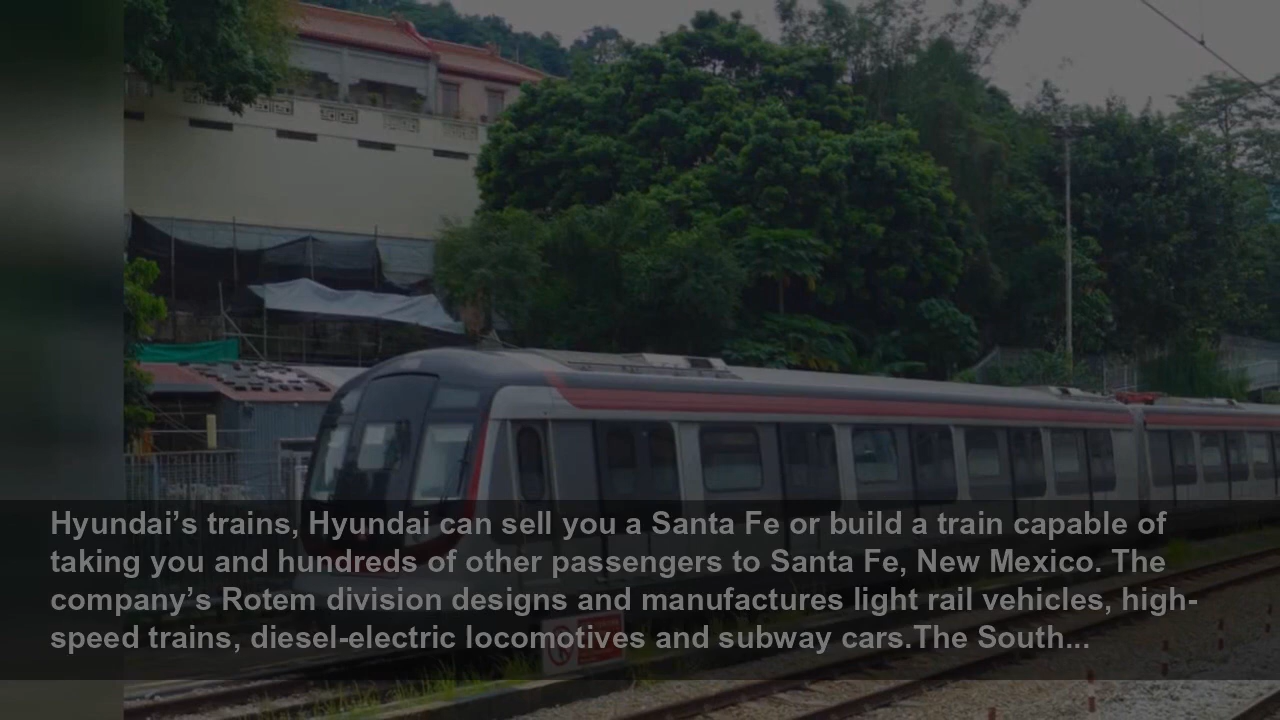 Hyundai’s trains, Hyundai can sell you a Santa Fe or build a train capable of
taking you and hundreds of other passengers to Santa Fe, New Mexico. The
company’s Rotem division designs and manufactures light rail vehicles, high-
speed trains, diesel-electric locomotives and subway cars.The South...